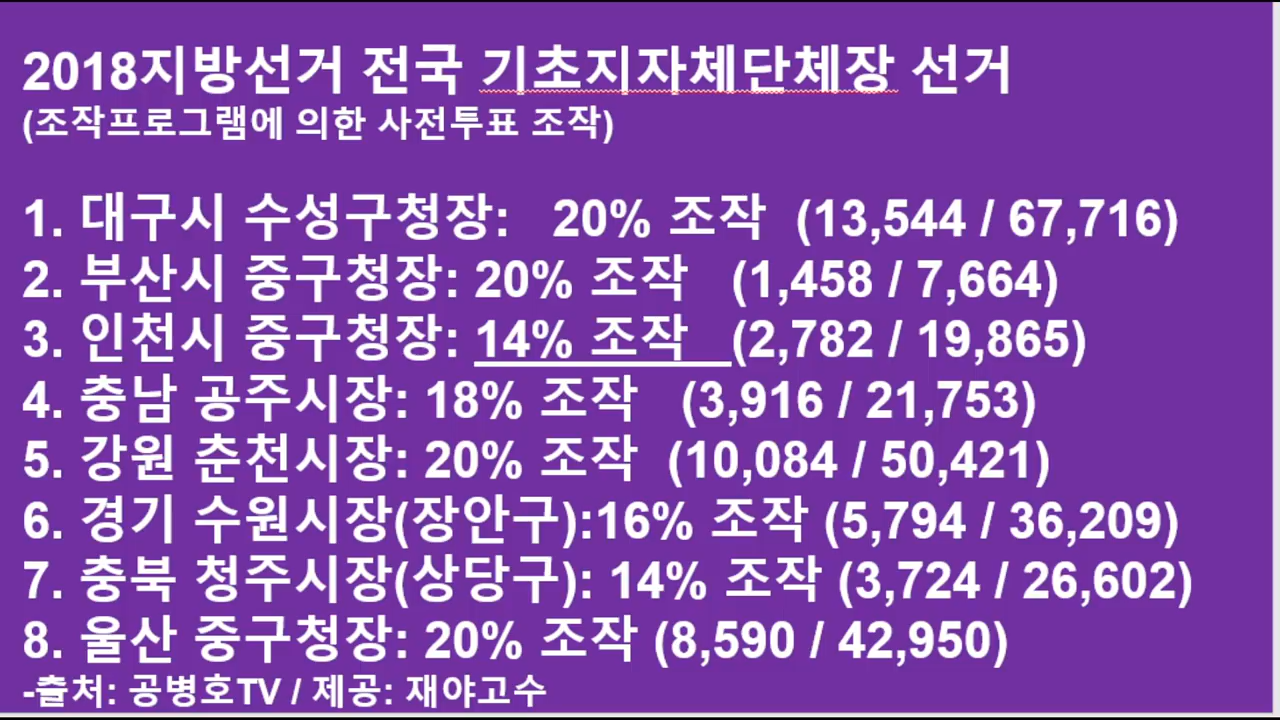 2018지방선거 전국 기초지자체단체장 선거
(조작프로그램에 의한 사전투표 조작)
1. 대구시 수성구청장: 20% 조작 (13,544 / 67,716)
2. 부산시 중구청장: 20% 조작 (1,458 / 7,664)
3. 인천시 중구청장: 14% 조작 (2,782 / 19,865)
4. 충남 공주시장: 18% 조작 (3,916 / 21,753)
5. 강원 춘천시장: 20% 조작 (10,084 / 50,421)
6. 경기 수원시장(장안구):16% 조작 (5,794 / 36,209)
7. 충북 청주시장(상당구): 14% 조작 (3,724 / 26,602)
8. 울산 중구청장: 20% 조작 (8,590 / 42,950)
-출처: 공병호TV / 제공: 재야고수